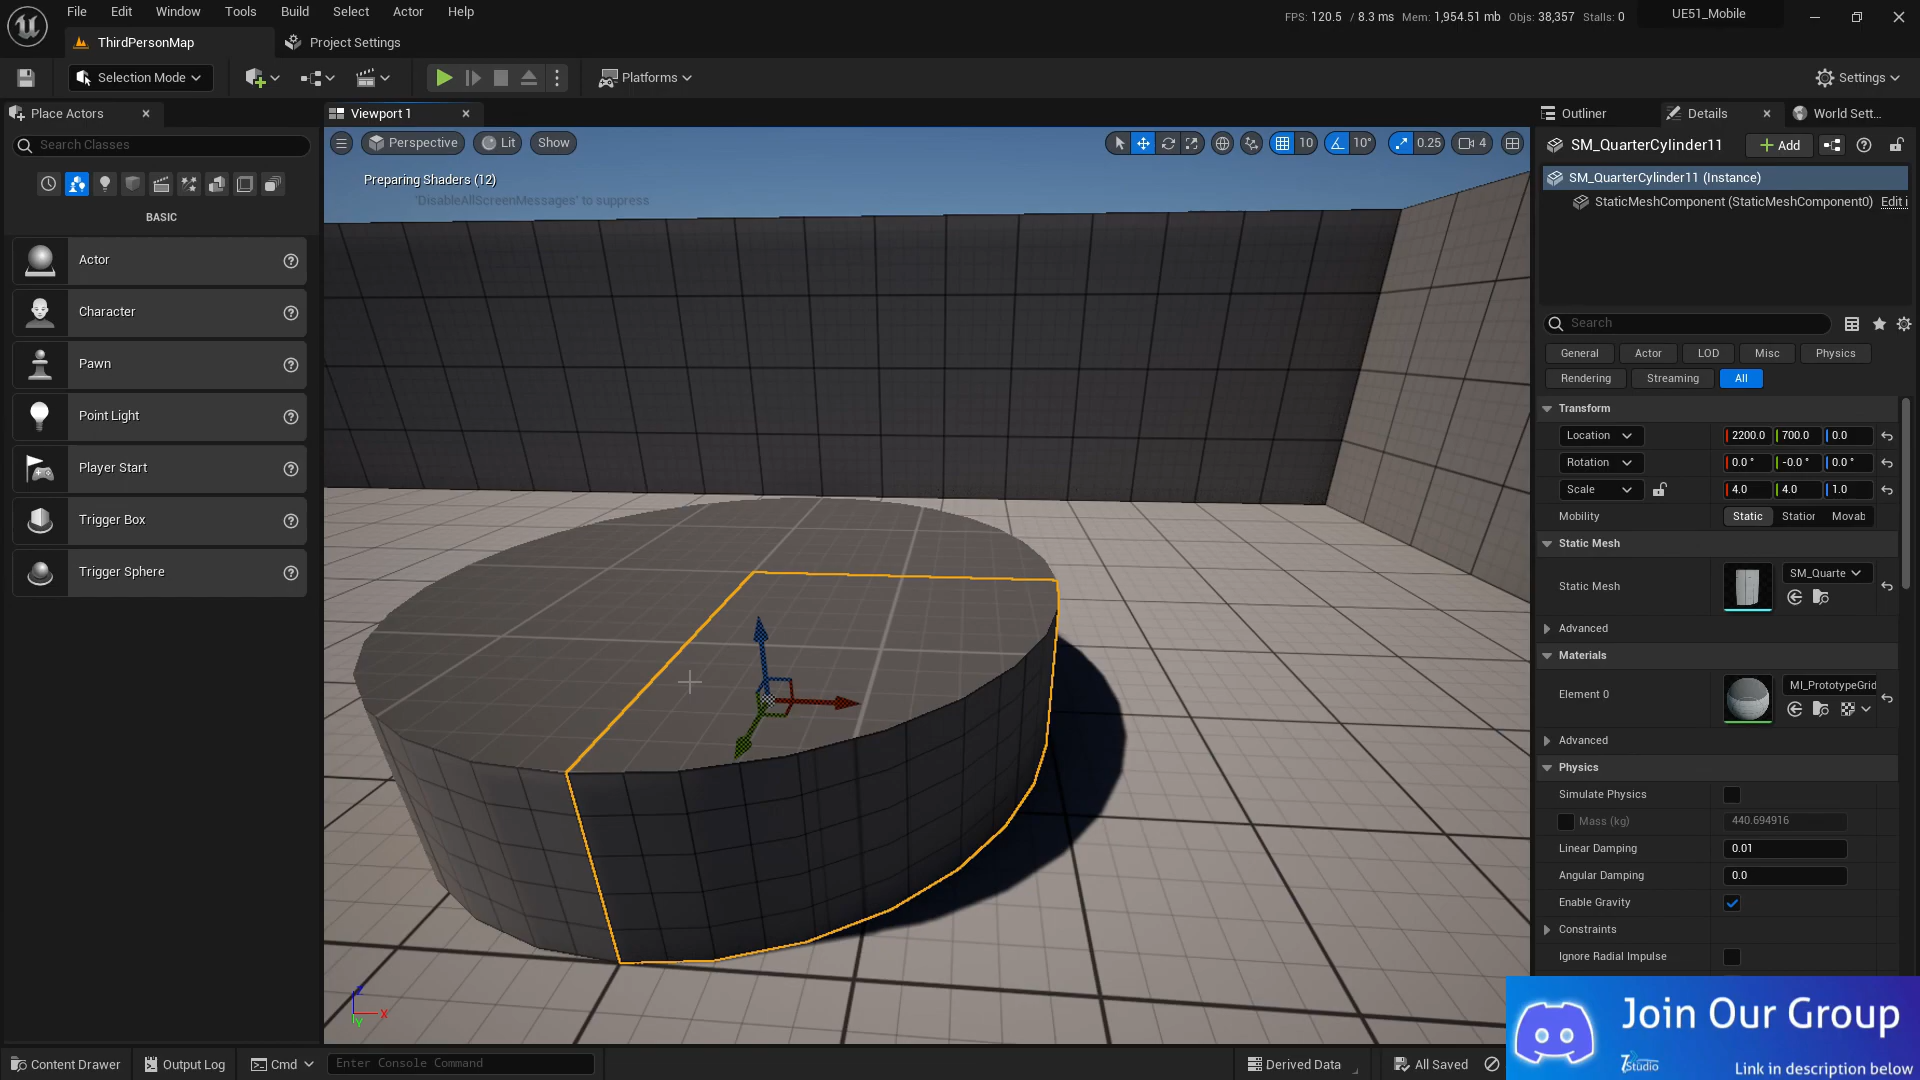 File Edit Window Tools Build Select Actor Help
FPS: 120.5 / 8.3 ms Mem: 1,954.51 mb Objs: 38,357 Stalls: 0
UE51_Mobile
ThirdPersonMap
Project Settings
Selection Mode
Platforms
Settings
Place Actors
Viewport 1
Outliner
Details
World Sett...
Search Classes
Perspective
Lit
Show
10
10°
0.25
4
SM_QuarterCylinder11
Add
Preparing Shaders (12)
'DisableAllScreenMessages' to suppress
SM_QuarterCylinder11 (Instance)
StaticMeshComponent (StaticMeshComponent0)
Edit i
BASIC
Actor
Character
Pawn
Point Light
Player Start
Trigger Box
Trigger Sphere
Search
General Actor LOD Misc Physics
Rendering Streaming All
Transform
Location 2200.0 700.0 0.0
Rotation 0.0 ° -0.0 ° 0.0 °
Scale 4.0 4.0 1.0
Mobility Static Station Movab
Static Mesh
Static Mesh SM_Quarte
Advanced
Materials
Element 0 MI_PrototypeGrid
Advanced
Physics
Simulate Physics
Mass (kg) 440.694916
Linear Damping 0.01
Angular Damping 0.0
Enable Gravity
Constraints
Ignore Radial Impulse
Z
X
Y
Content Drawer
Output Log
Cmd
Enter Console Command
Derived Data
All Saved
Join Our Group
7Studio
Link in description below